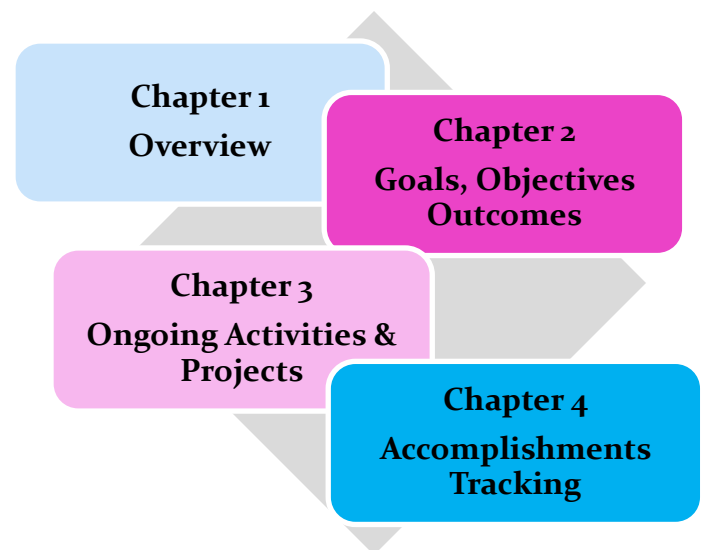 Chapter 1
Overview
Chapter 2
Goals, Objectives
Outcomes
Chapter 3
Ongoing Activities &
Projects
Chapter 4
Accomplishments
Tracking